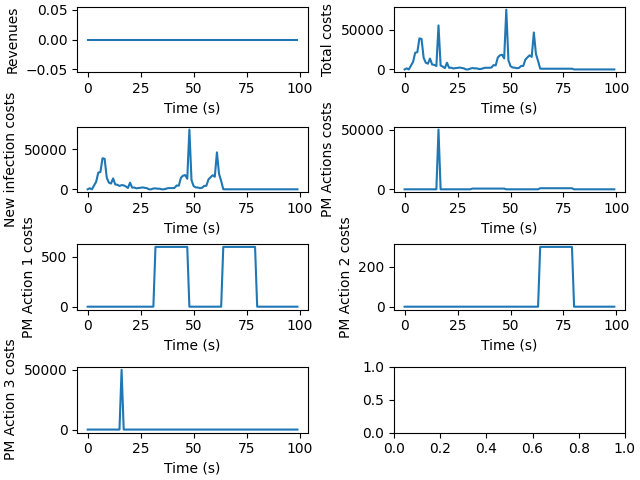 Revenues
0.05
0.00
−0.05
0 25 50 75 100
Time (s)
Total costs
50000
0
0 25 50 75 100
Time (s)
New infection costs
50000
0
0 25 50 75 100
Time (s)
PM Actions costs
50000
0
0 25 50 75 100
Time (s)
PM Action 1 costs
500
0
0 25 50 75 100
Time (s)
PM Action 2 costs
200
0
0 25 50 75 100
Time (s)
PM Action 3 costs
50000
0
0 25 50 75 100
Time (s)
1.0
0.5
0.0
0.0 0.2 0.4 0.6 0.8 1.0